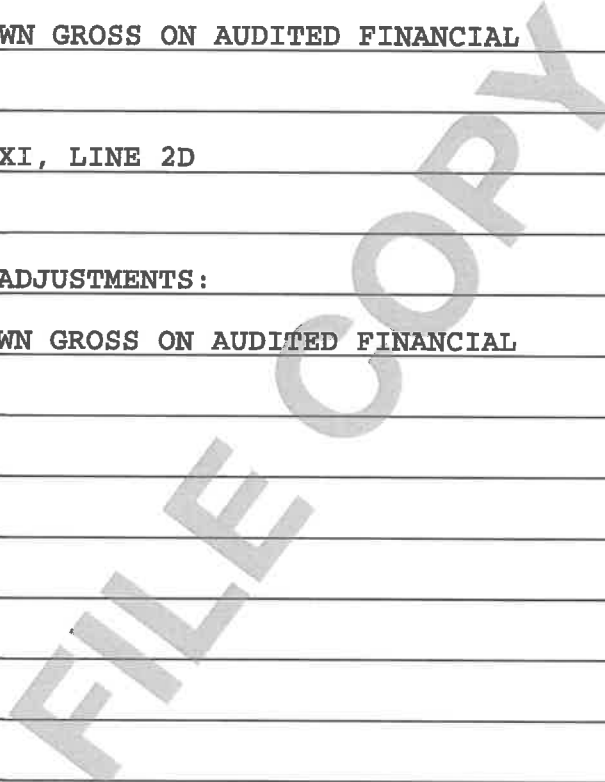 WN GROSS ON AUDITED FINANCIAL
XI, LINE 2D
ADJUSTMENTS:
WN GROSS ON AUDITED FINANCIAL
FILE COPY